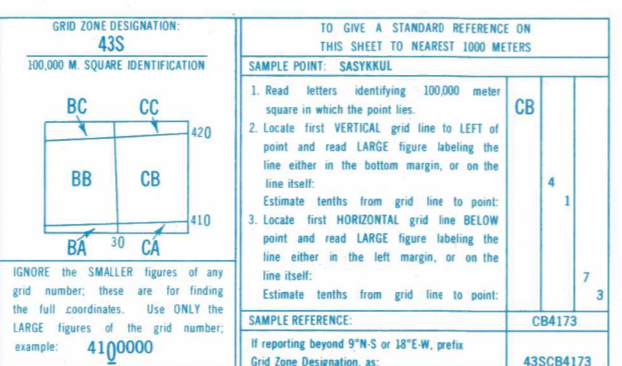 GRID ZONE DESIGNATION:
43S
100,000 M. SQUARE IDENTIFICATION
BC CC
420
BB CB
410
BA 30 CA
IGNORE the SMALLER figures of any
grid number; these are for finding
the full coordinates. Use ONLY the
LARGE figures of the grid number;
example: 4100000
TO GIVE A STANDARD REFERENCE ON
THIS SHEET TO NEAREST 1000 METERS
SAMPLE POINT: SASYKKUL
1. Read letters identifying 100,000 meter
square in which the point lies.
CB
2. Locate first VERTICAL grid line to LEFT of
point and read LARGE figure labeling the
line either in the bottom margin, or on the
line itself:
4
Estimate tenths from grid line to point:
1
3. Locate first HORIZONTAL grid line BELOW
point and read LARGE figure labeling the
line either in the left margin, or on the
line itself:
7
Estimate tenths from grid line to point:
3
SAMPLE REFERENCE: CB4173
If reporting beyond 9°N-S or 18°E-W, prefix
Grid Zone Designation, as: 43SCB4173